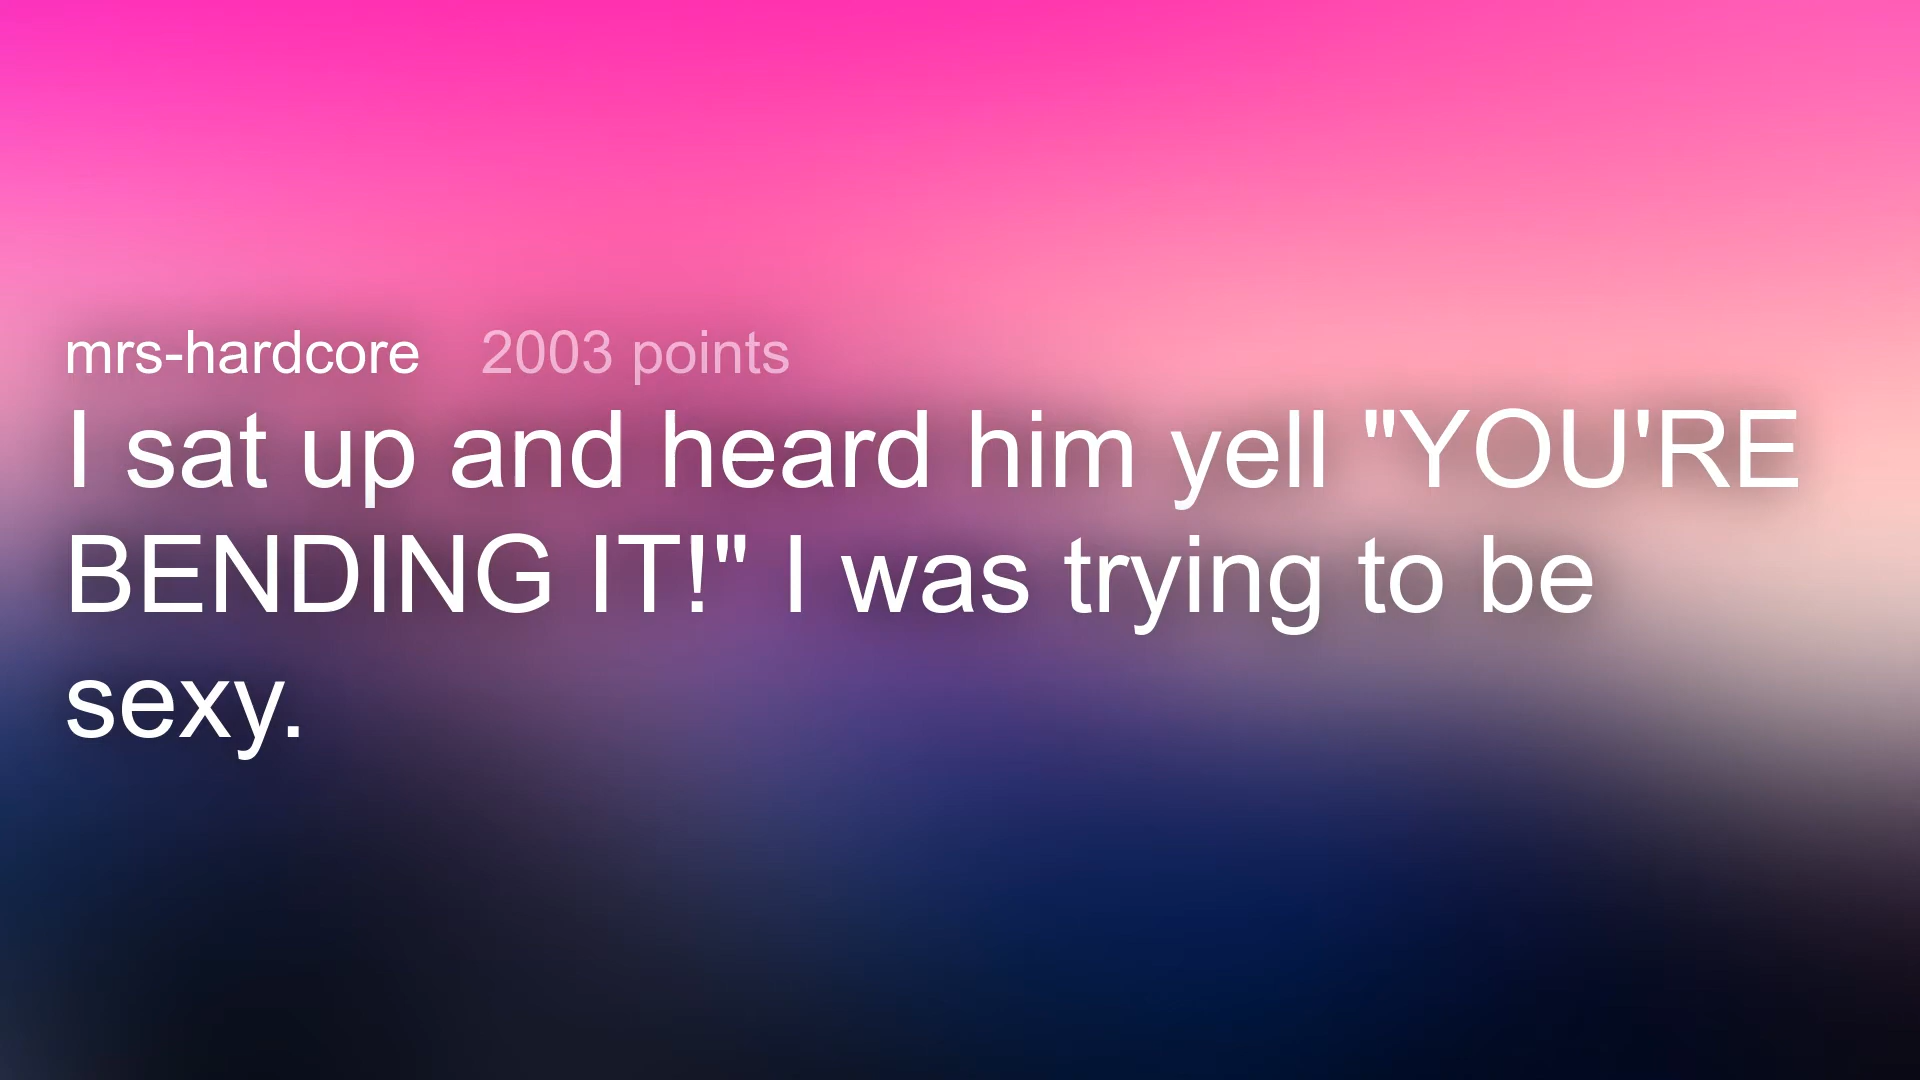 mrs-hardcore 2003 points
I sat up and heard him yell "YOU'RE
BENDING IT!" I was trying to be
sexy.